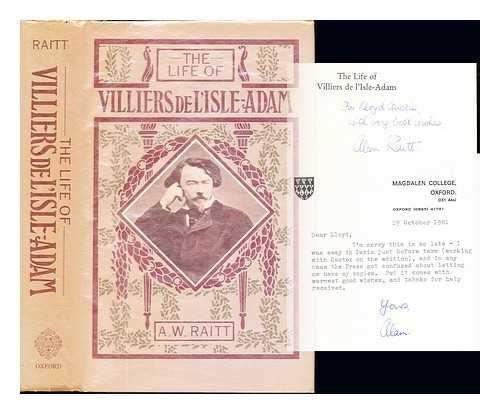 RAITT
THE LIFE OF
VILLIERS DE L'ISLE-ADAM
OXFORD
THE
LIFE OF
VILLIERS DE L'ISLE-ADAM
A.W. RAITT
The Life of
Villiers de l'Isle-Adam
For Lloyd Austin
with very best wishes
Alan Raitt
MAGDALEN COLLEGE,
OXFORD.
OX1 4AU
OXFORD
October 1981
Dear Lloyd,
I'm sorry this is so late - I
was away in Paris just before term (working
with Castex on the edition), and in any
case the Press got confused about letting
me have my copies. But it comes with
warmest good wishes, and thanks for help
received.
Yours,
Alan